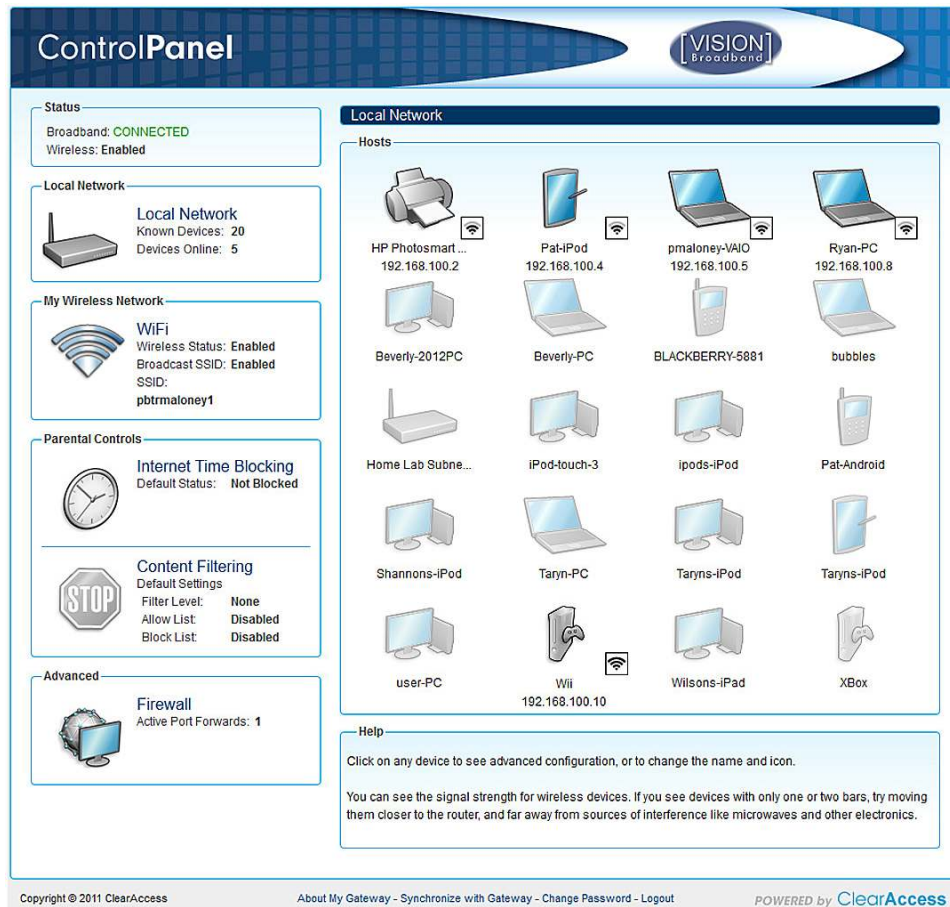 ControlPanel
[VISION]
Broadband
Status
Broadband: CONNECTED
Wireless: Enabled
Local Network
Local Network
Known Devices: 20
Devices Online: 5
My Wireless Network
WiFi
Wireless Status: Enabled
Broadcast SSID: Enabled
SSID:
pbtrmaloney1
Parental Controls
Internet Time Blocking
Default Status: Not Blocked
STOP
Content Filtering
Default Settings
Filter Level: None
Allow List: Disabled
Block List: Disabled
Advanced
Firewall
Active Port Forwards: 1
Local Network
Hosts
HP Photosmart ... Pat-iPod pmaloney-VAIO Ryan-PC
192.168.100.2 192.168.100.4 192.168.100.5 192.168.100.8
Beverly-2012PC Beverly-PC BLACKBERRY-5881 bubbles
Home Lab Subne... iPod-touch-3 ipods-iPod Pat-Android
Shannons-iPod Taryn-PC Taryns-iPod Taryns-iPod
user-PC Wii Wilsons-iPad XBox
192.168.100.10
Help
Click on any device to see advanced configuration, or to change the name and icon.
You can see the signal strength for wireless devices. If you see devices with only one or two bars, try moving
them closer to the router, and far away from sources of interference like microwaves and other electronics.
Copyright © 2011 ClearAccess About My Gateway - Synchronize with Gateway - Change Password - Logout POWERED by ClearAccess